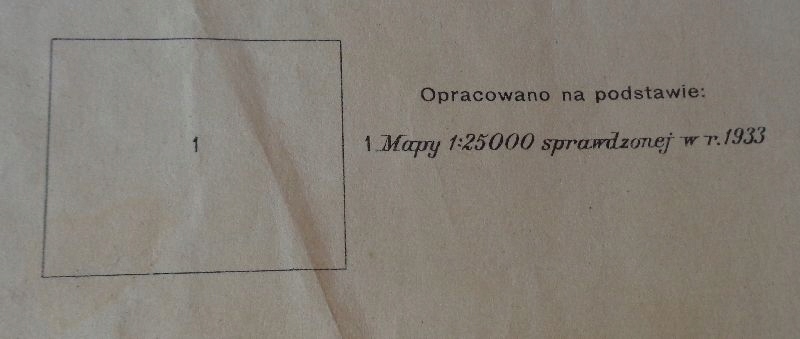 1
Opracowano na podstawie:
1 Mapy 1:25000 sprawdzonej w r. 1933